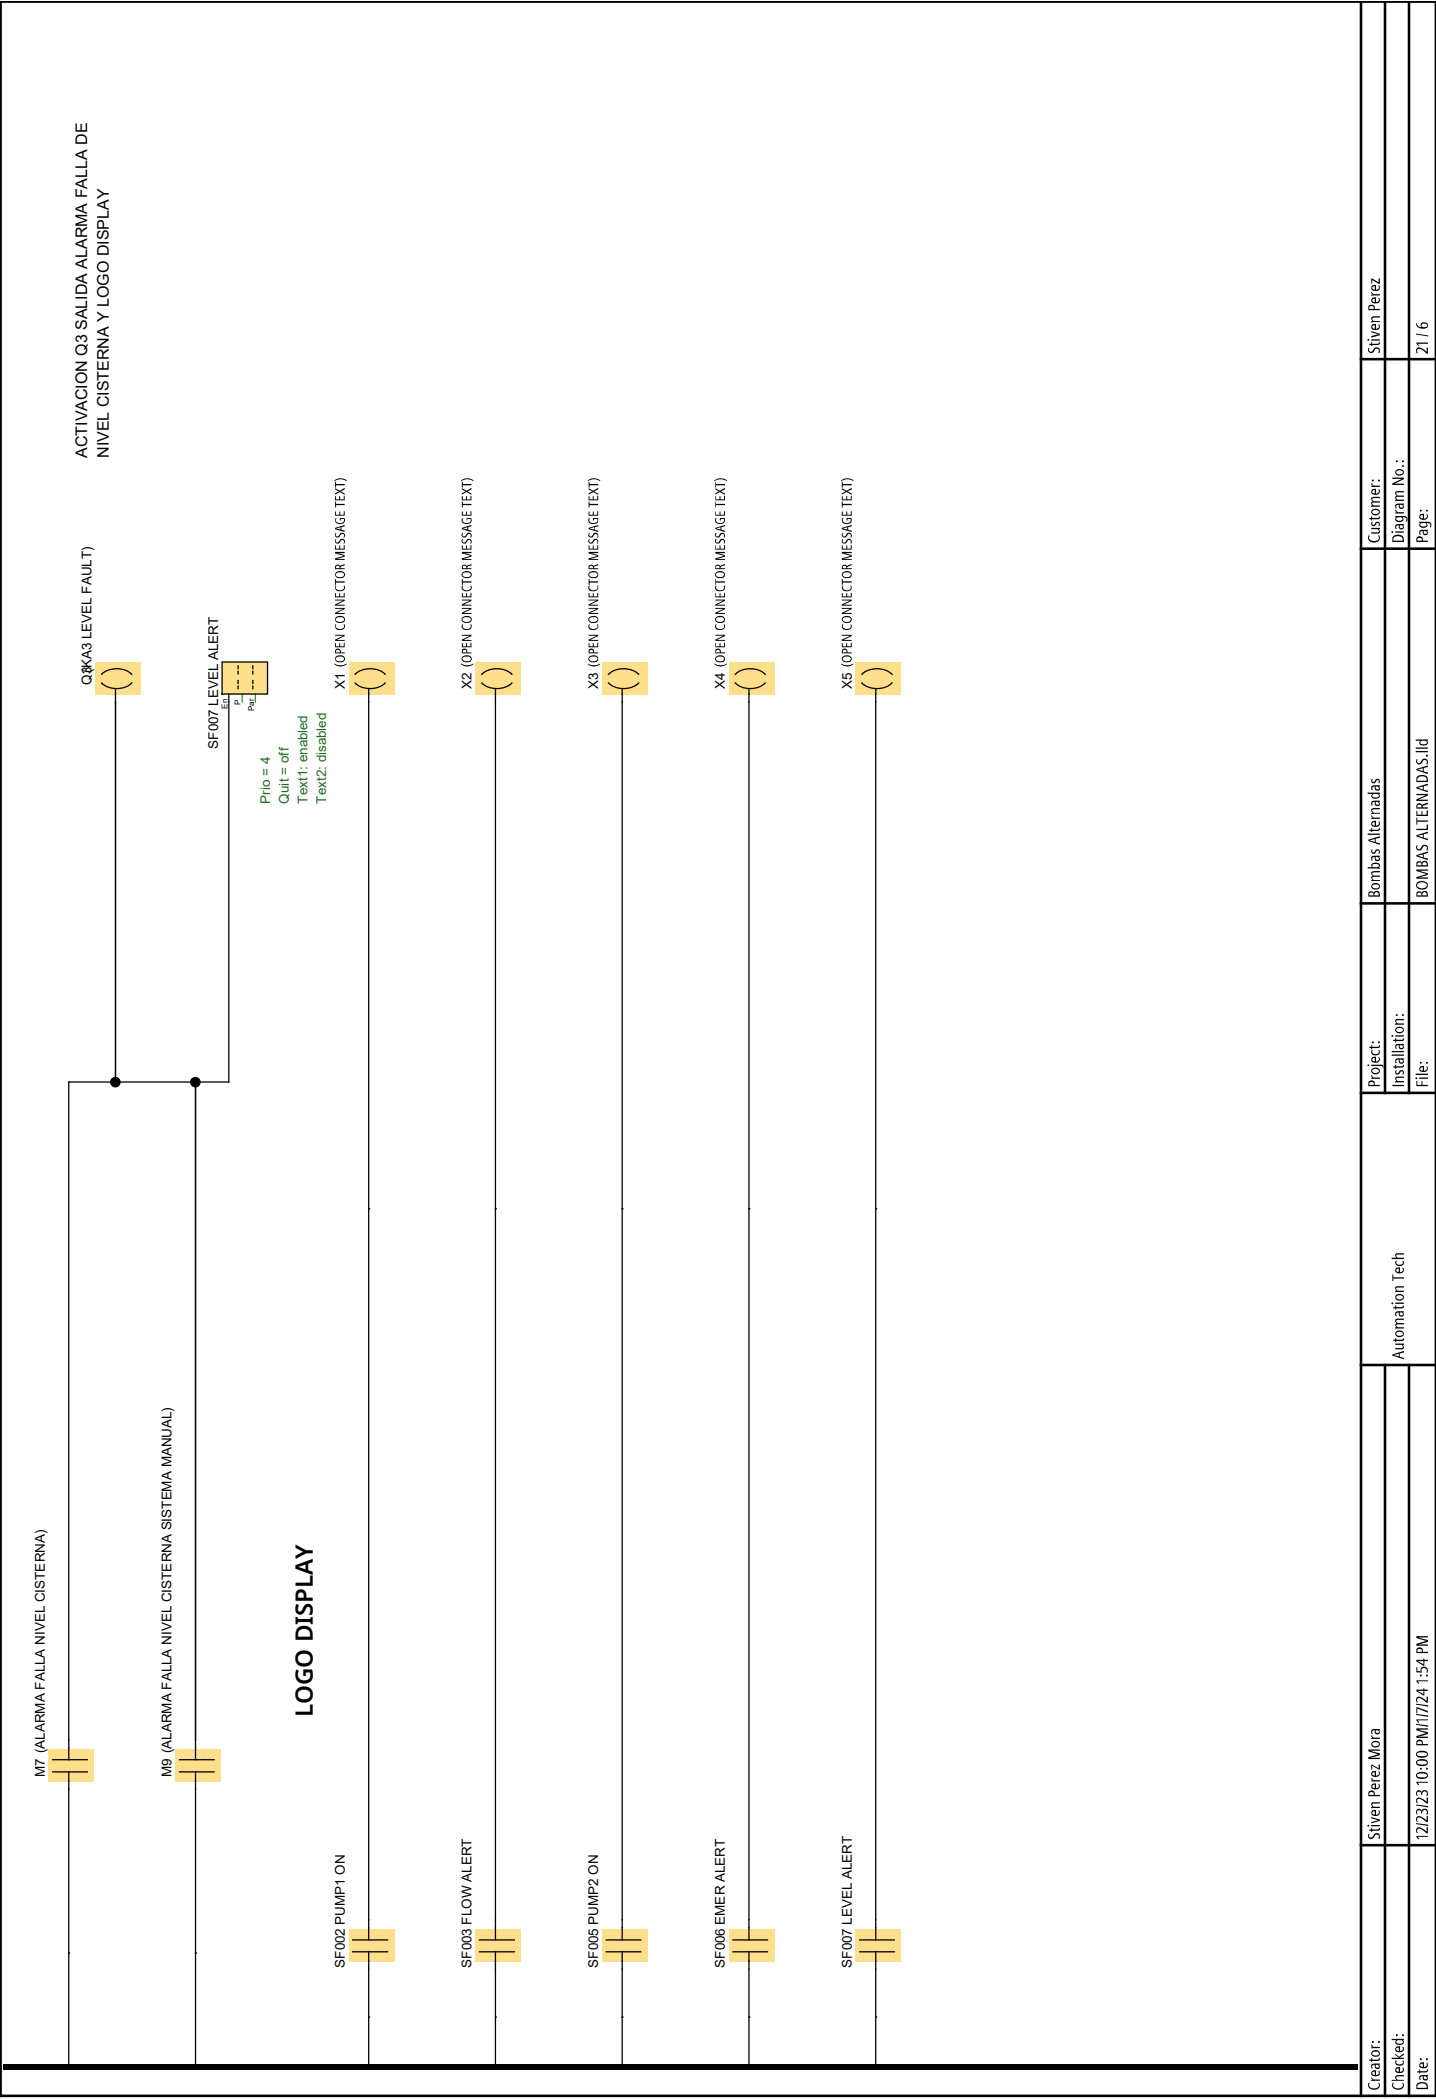 M7 (ALARMA FALLA NIVEL CISTERNA)
Q3
(KA3 LEVEL FAULT)
ACTIVACION Q3 SALIDA ALARMA FALLA DE
NIVEL CISTERNA Y LOGO DISPLAY
M9 (ALARMA FALLA NIVEL CISTERNA SISTEMA MANUAL)
SF007 LEVEL ALERT
En
P
Par
Prio = 4
Quit = off
Text1: enabled
Text2: disabled
LOGO DISPLAY
SF002 PUMP1 ON
X1 (OPEN CONNECTOR MESSAGE TEXT)
SF003 FLOW ALERT
X2 (OPEN CONNECTOR MESSAGE TEXT)
SF005 PUMP2 ON
X3 (OPEN CONNECTOR MESSAGE TEXT)
SF006 EMER ALERT
X4 (OPEN CONNECTOR MESSAGE TEXT)
SF007 LEVEL ALERT
X5 (OPEN CONNECTOR MESSAGE TEXT)
Creator: Stiven Perez Mora
Checked:
Date: 12/23/23 10:00 PM/1/7/24 1:54 PM
Automation Tech
Project: Bombas Alternadas
Installation:
File: BOMBAS ALTERNADAS.lld
Customer: Stiven Perez
Diagram No.:
Page: 21 / 6